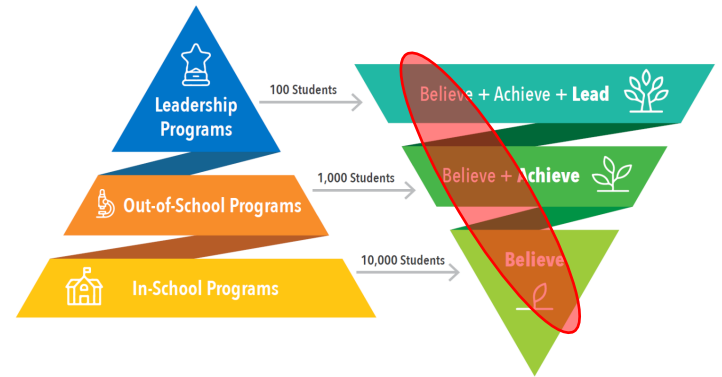 Leadership
Programs
100 Students
Believe + Achieve + Lead
Out-of-School Programs
1,000 Students
Believe + Achieve
In-School Programs
10,000 Students
Believe